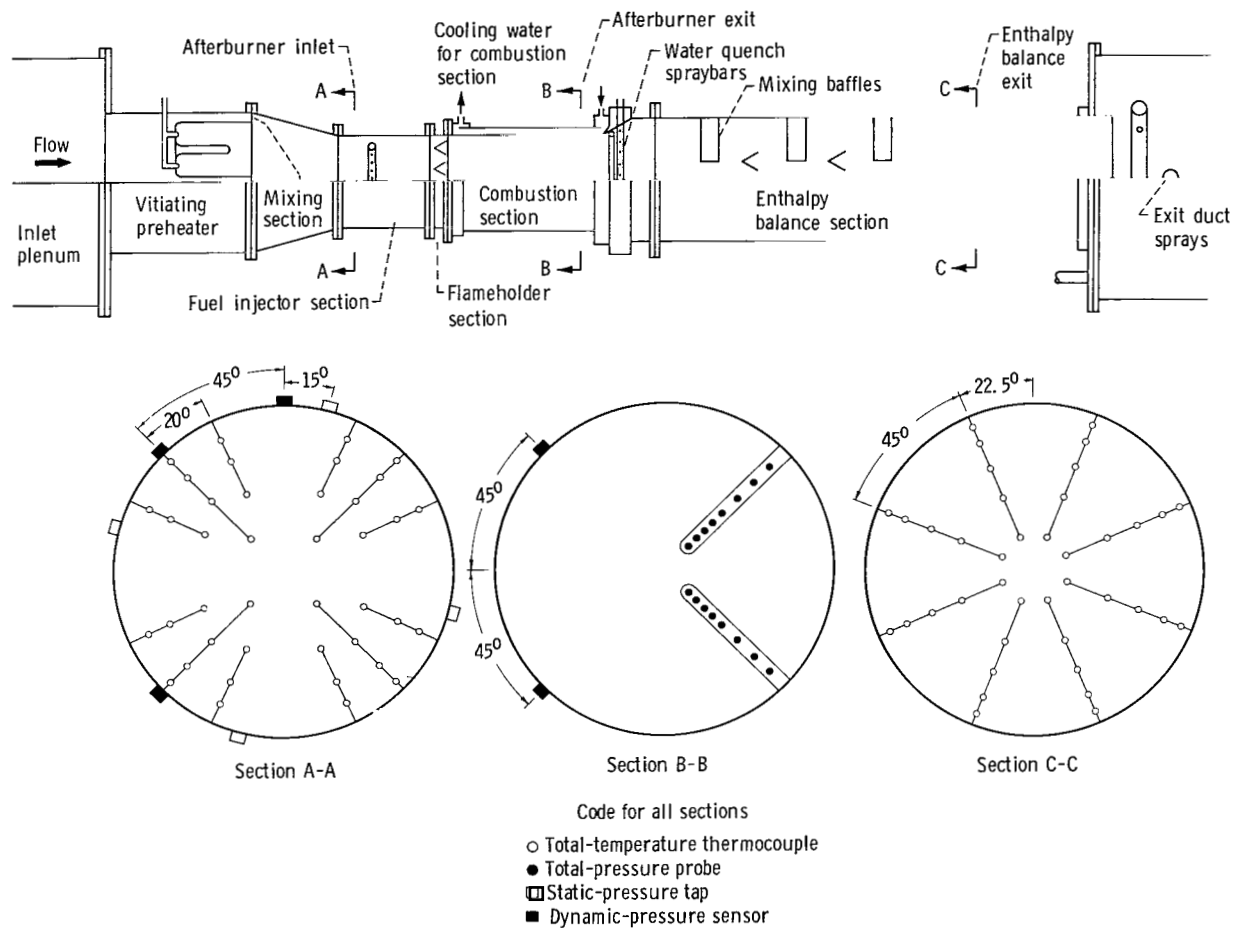 Afterburner inlet
Cooling water
for combustion
section
Afterburner exit
Water quench
spraybars
Mixing baffles
Enthalpy
balance
exit
A
B
C
Flow
Inlet
plenum
Vitiating
preheater
Mixing
section
Combustion
section
Enthalpy
balance section
Exit duct
sprays
A
B
C
Fuel injector section
Flameholder
section
45°
15°
20°
45°
45°
22.5°
45°
Section A-A
Section B-B
Section C-C
Code for all sections
Total-temperature thermocouple
Total-pressure probe
Static-pressure tap
Dynamic-pressure sensor